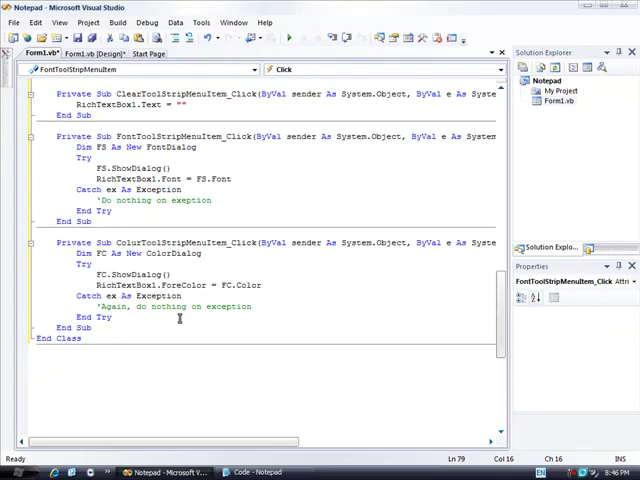 Notepad - Microsoft Visual Studio
File Edit View Project Build Debug Data Tools Window Help
Form1.vb* Form1.vb [Design]* Start Page
FontToolStripMenuItem Click
Private Sub ClearToolStripMenuItem_Click(ByVal sender As System.Object, ByVal e As Syste
RichTextBox1.Text = ""
End Sub
Private Sub FontToolStripMenuItem_Click(ByVal sender As System.Object, ByVal e As System
Dim FS As New FontDialog
Try
FS.ShowDialog()
RichTextBox1.Font = FS.Font
Catch ex As Exception
'Do nothing on exeption
End Try
End Sub
Private Sub ColurToolStripMenuItem_Click(ByVal sender As System.Object, ByVal e As Syste
Dim FC As New ColorDialog
Try
FC.ShowDialog()
RichTextBox1.ForeColor = FC.Color
Catch ex As Exception
'Again, do nothing on exception
End Try
End Sub
End Class
Solution Explorer
Notepad
My Project
Form1.vb
Solution Explo...
Properties
FontToolStripMenuItem_Click Attri
Ready Ln 79 Col 16 Ch 16 INS
Notepad - Microsoft V... Code - Notepad EN 8:46 PM